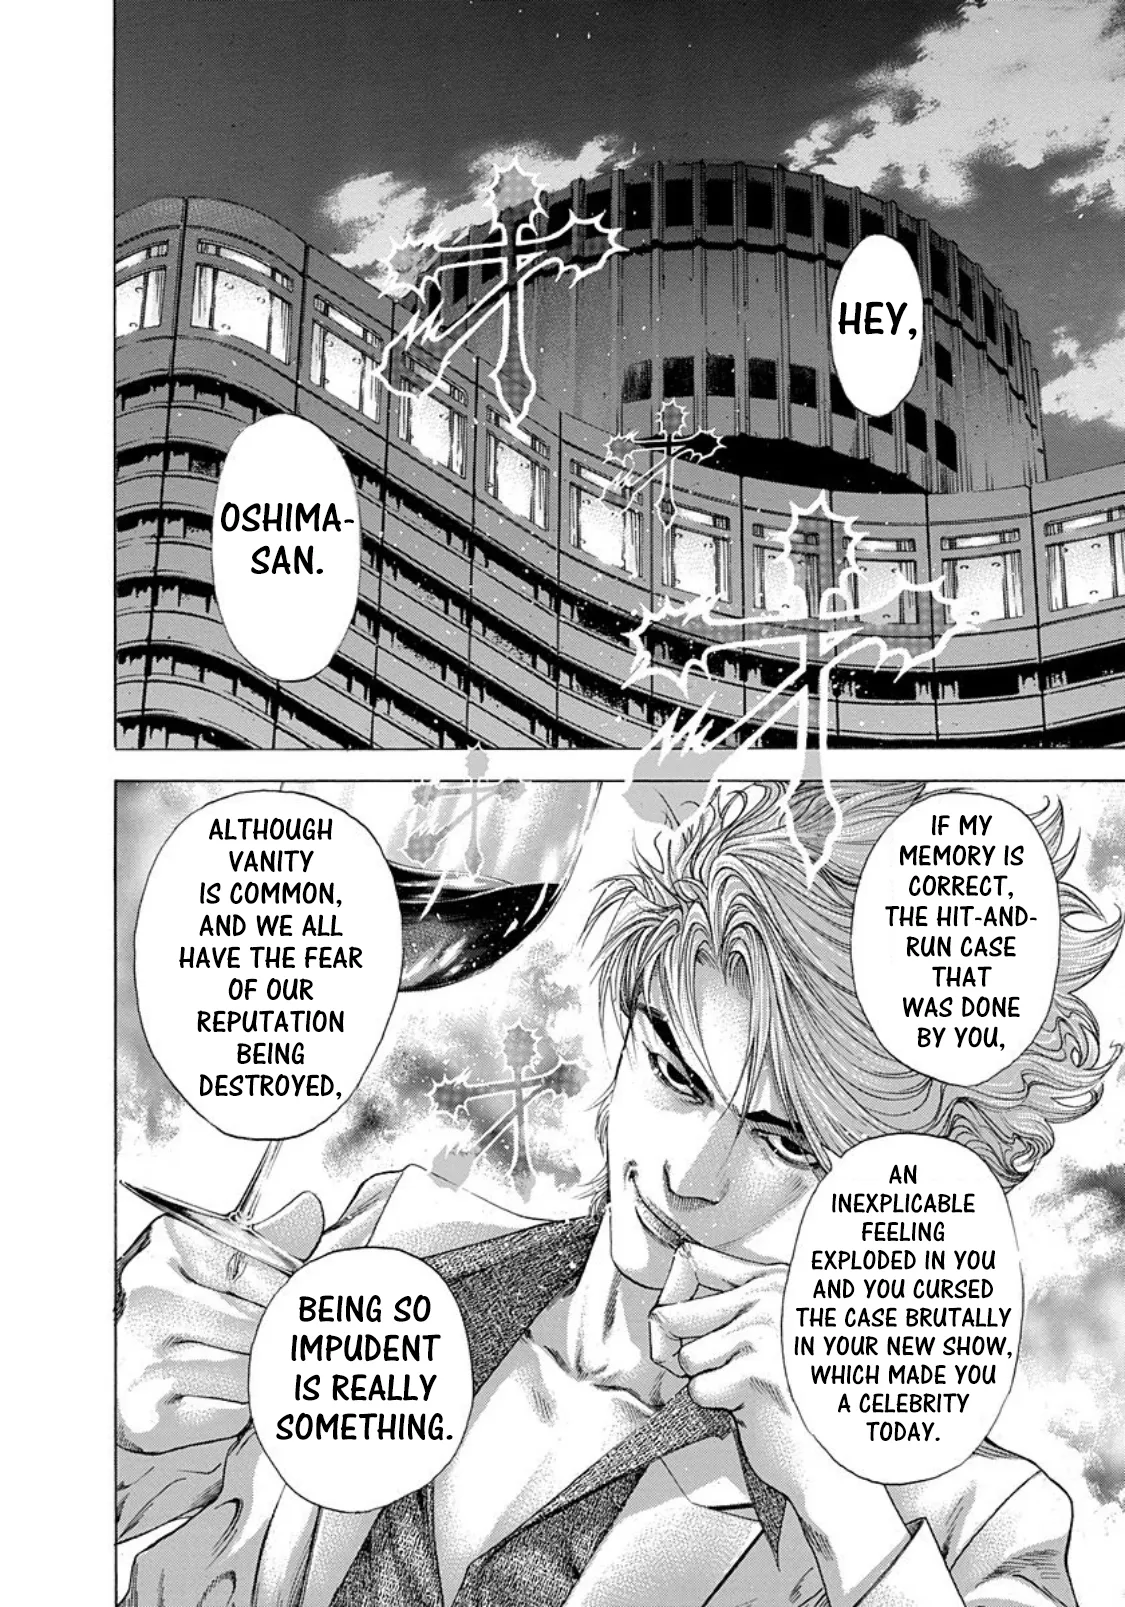 HEY,
OSHIMA-
SAN.
IF MY
MEMORY IS
CORRECT,
THE HIT-AND-
RUN CASE
THAT
WAS DONE
BY YOU,
AN
INEXPLICABLE
FEELING
EXPLODED IN YOU
AND YOU CURSED
THE CASE BRUTALLY
IN YOUR NEW SHOW,
WHICH MADE YOU
A CELEBRITY
TODAY.
ALTHOUGH
VANITY
IS COMMON,
AND WE ALL
HAVE THE FEAR
OF OUR
REPUTATION
BEING
DESTROYED,
BEING SO
IMPUDENT
IS REALLY
SOMETHING.